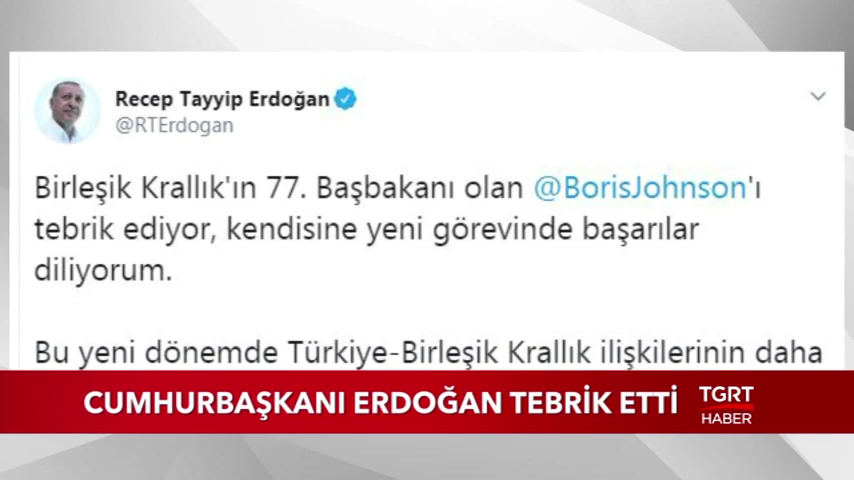 Recep Tayyip Erdoğan
@RTErdogan
Birleşik Krallık'ın 77. Başbakanı olan @BorisJohnson'ı
tebrik ediyor, kendisine yeni görevinde başarılar
diliyorum.
Bu yeni dönemde Türkiye-Birleşik Krallık ilişkilerinin daha
CUMHURBAŞKANI ERDOĞAN TEBRİK ETTİ
TGRT
HABER